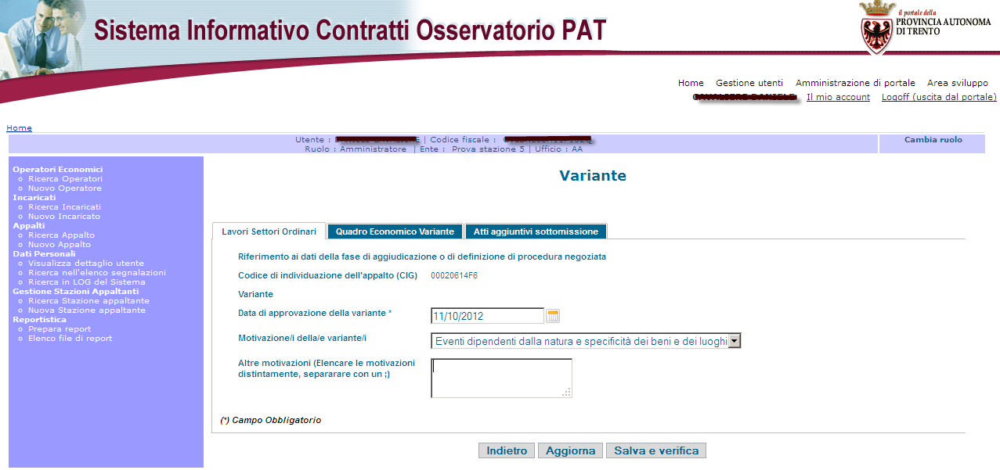 Sistema Informativo Contratti Osservatorio PAT
il portale della
PROVINCIA AUTONOMA
DI TRENTO
Home Gestione utenti Amministrazione di portale Area sviluppo
Il mio account Logoff (uscita dal portale)
Home
Utente : | Codice fiscale :
Ruolo : Amministratore | Ente : Prova stazione 5 | Ufficio : AA
Cambia ruolo
Operatori Economici
Ricerca Operatori
Nuovo Operatore
Incaricati
Ricerca Incaricati
Nuovo Incaricato
Appalti
Ricerca Appalto
Nuovo Appalto
Dati Personali
Visualizza dettaglio utente
Ricerca nell'elenco segnalazioni
Ricerca in LOG del Sistema
Gestione Stazioni Appaltanti
Ricerca Stazione appaltante
Nuova Stazione appaltante
Reportistica
Prepara report
Elenco file di report
Variante
Lavori Settori Ordinari Quadro Economico Variante Atti aggiuntivi sottomissione
Riferimento ai dati della fase di aggiudicazione o di definizione di procedura negoziata
Codice di individuazione dell'appalto (CIG) 00020614F6
Variante
Data di approvazione della variante * 11/10/2012
Motivazione/i della/e variante/i Eventi dipendenti dalla natura e specificità dei beni e dei luoghi
Altre motivazioni (Elencare le motivazioni
distintamente, separarare con un ;)
(*) Campo Obbligatorio
Indietro Aggiorna Salva e verifica